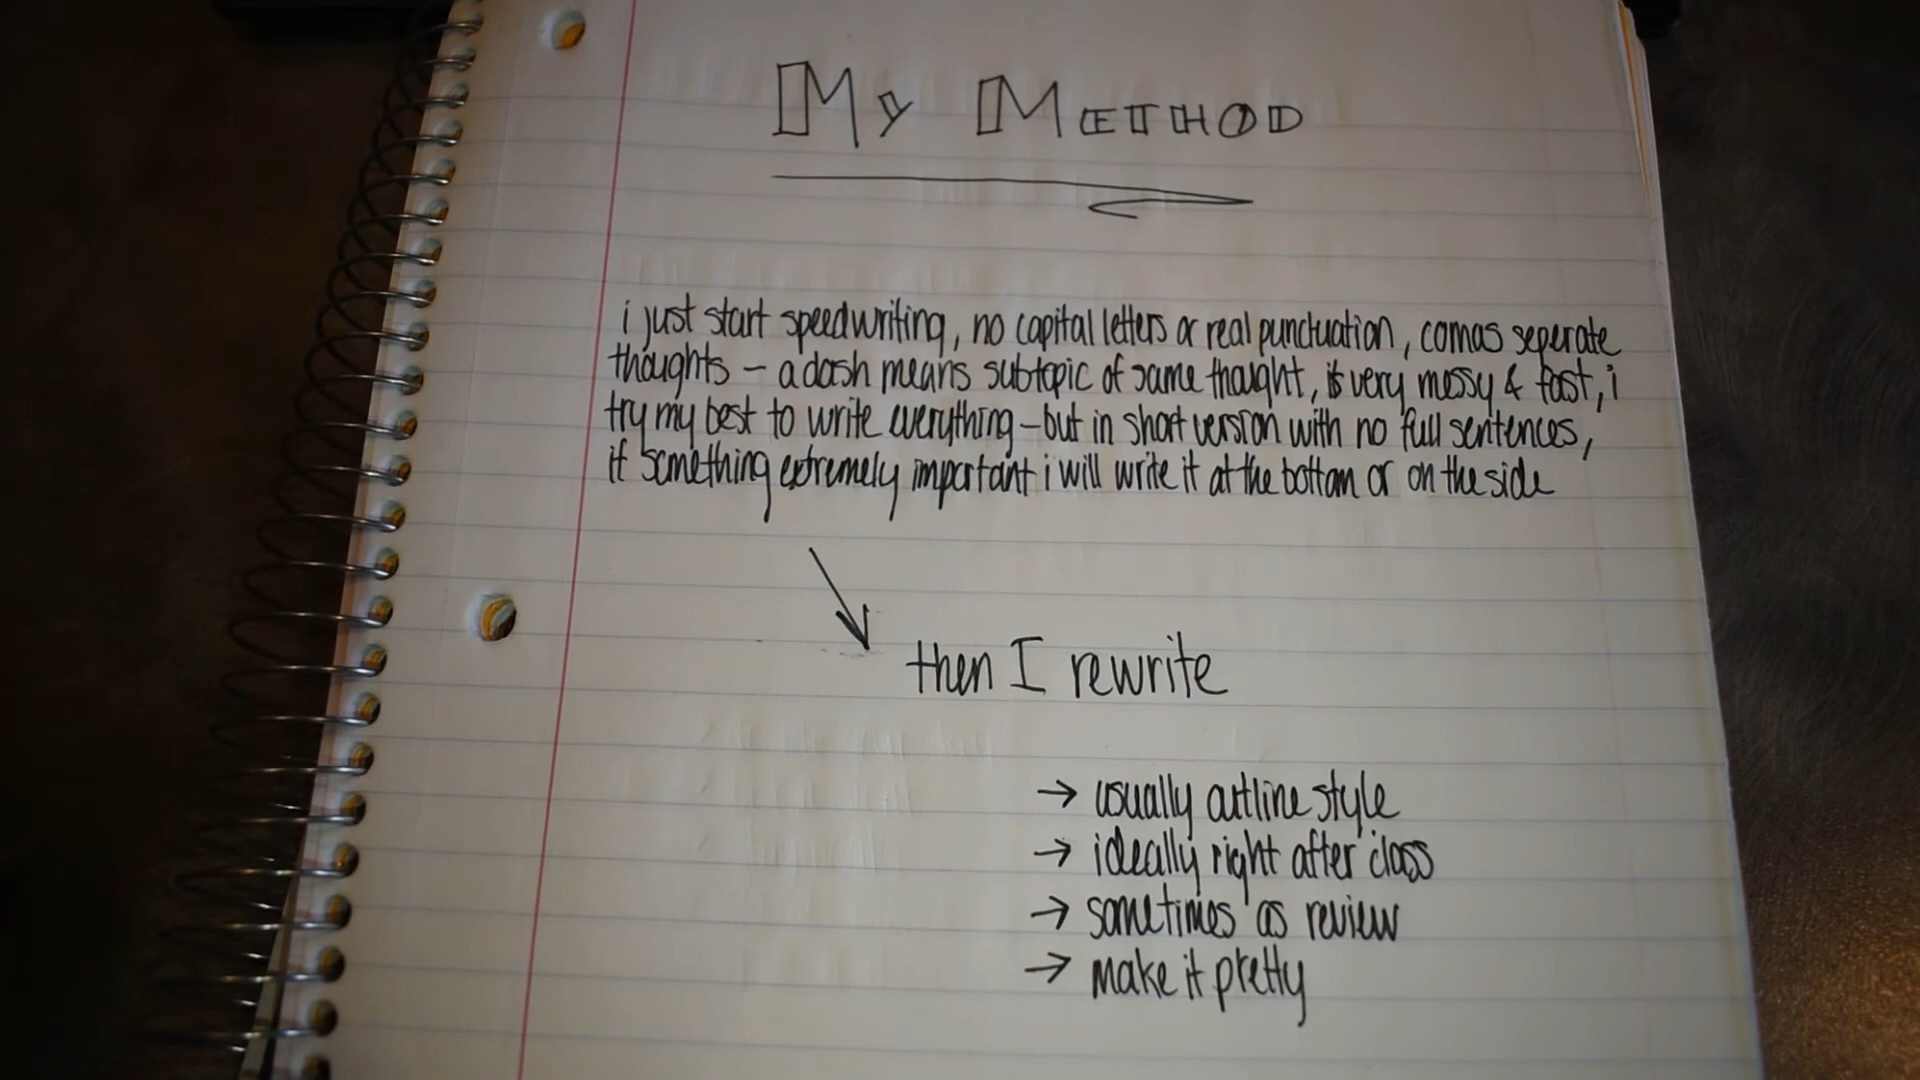 My Method
i just start speedwriting, no capital letters or real punctuation, comas seperate
thoughts - a dash means subtopic of same thought, is very messy & fast, i
try my best to write everything - but in short version with no full sentences,
if something extremely important i will write it at the bottom or on the side
then I rewrite
→ usually outline style
→ ideally right after class
→ sometimes as review
→ make it pretty